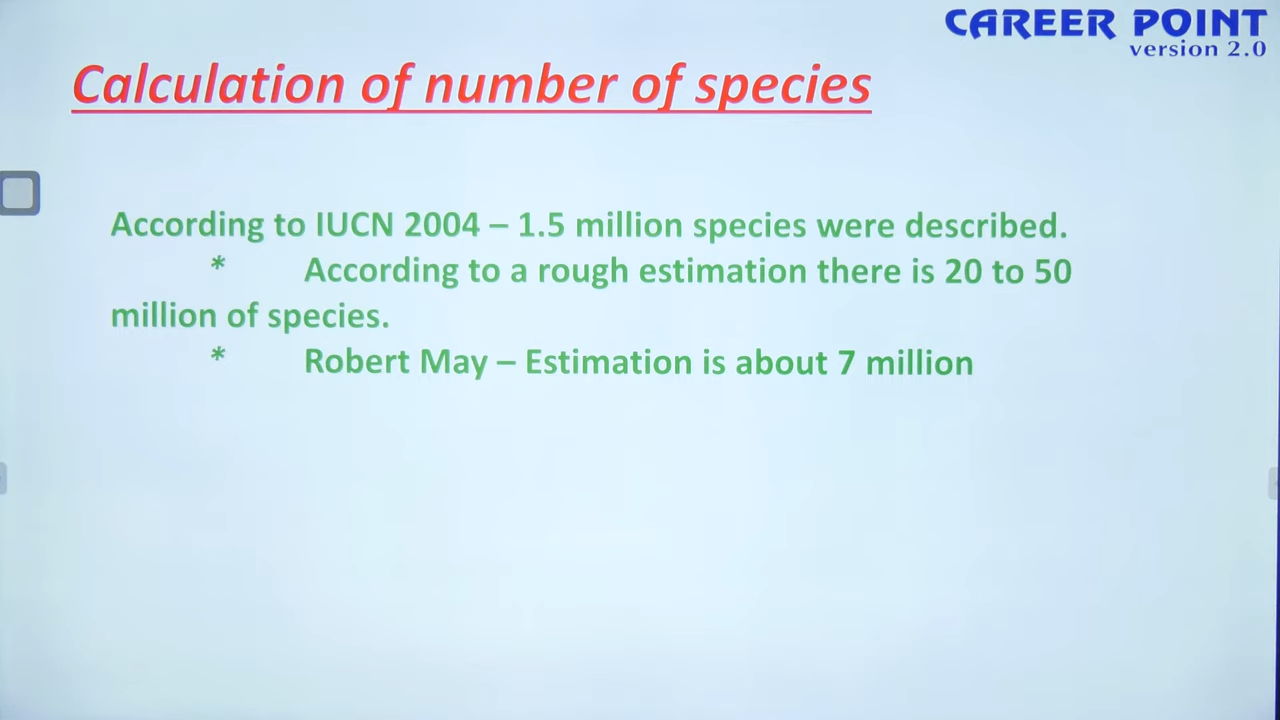 CAREER POINT
version 2.0
Calculation of number of species
According to IUCN 2004 – 1.5 million species were described.
* According to a rough estimation there is 20 to 50
million of species.
* Robert May – Estimation is about 7 million